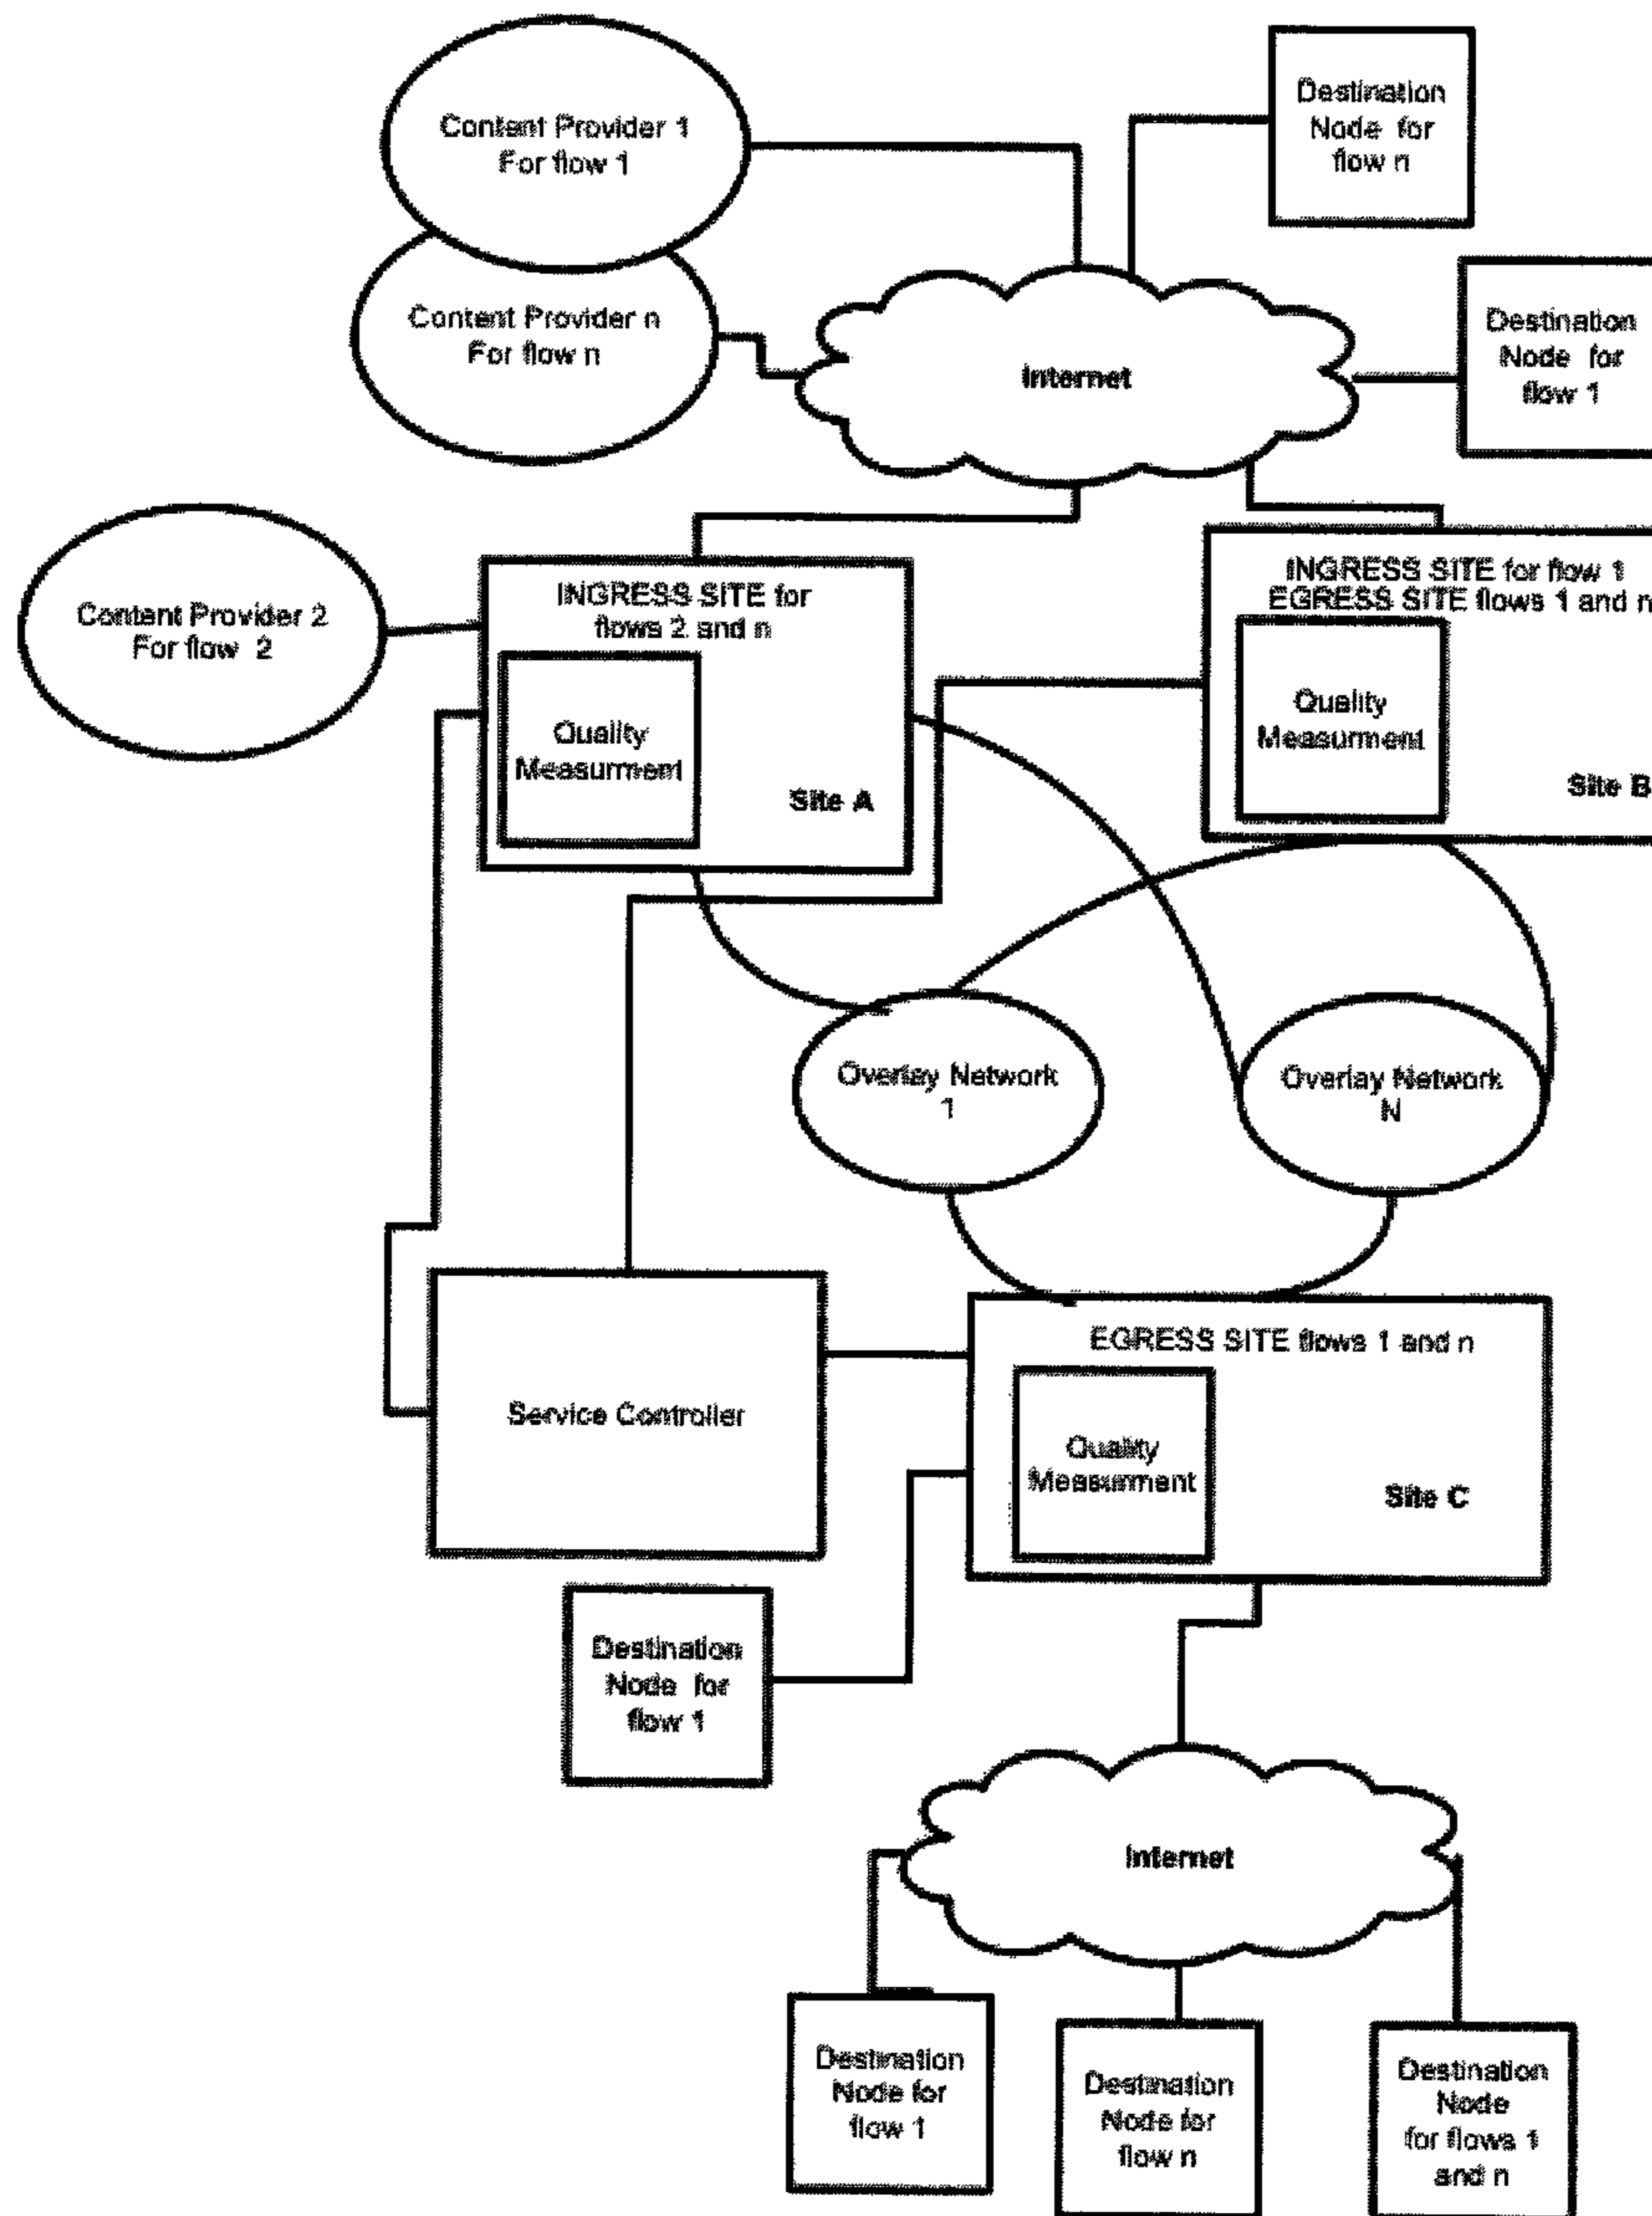 Content Provider 1
For flow 1
Destination
Node for
flow n
Content Provider n
For flow n
Internet
Destination
Node for
flow 1
Content Provider 2
For flow 2
INGRESS SITE for
flows 2 and n
Quality
Measurment
Site A
INGRESS SITE for flow 1
EGRESS SITE flows 1 and n
Quality
Measurment
Site B
Overlay Network
1
Overlay Network
N
Service Controller
EGRESS SITE flows 1 and n
Quality
Measurment
Site C
Destination
Node for
flow 1
Internet
Destination
Node for
flow 1
Destination
Node for
flow n
Destination
Node
for flows 1
and n